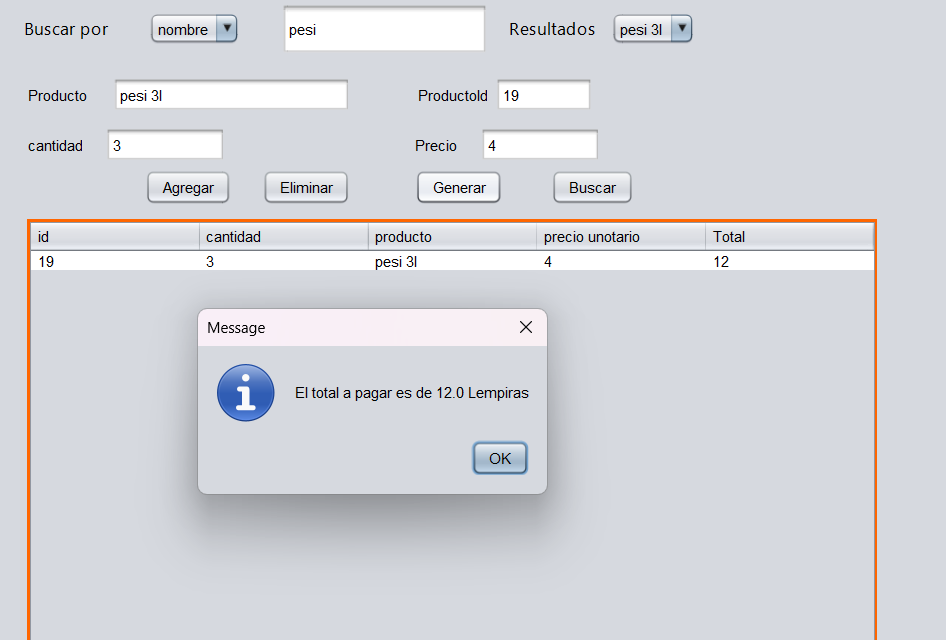 Buscar por nombre pesi Resultados pesi 3l
Producto pesi 3l ProductoId 19
cantidad 3 Precio 4
Agregar Eliminar Generar Buscar
id cantidad producto precio unotario Total
19 3 pesi 3l 4 12
Message
El total a pagar es de 12.0 Lempiras
OK